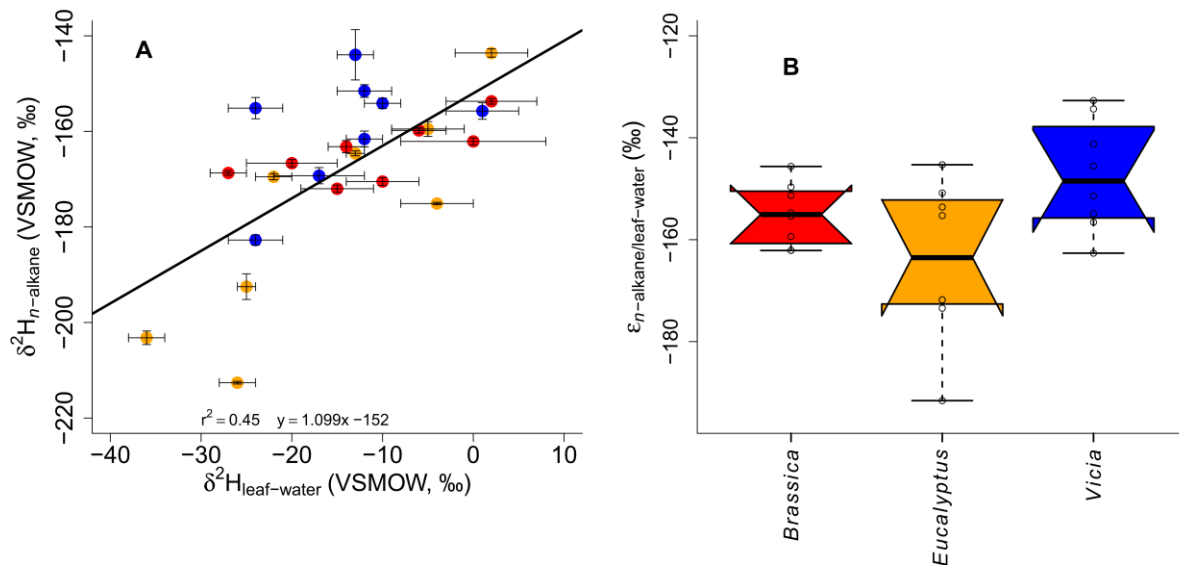 A
−140
−160
−180
−200
−220
δ²Hn−alkane (VSMOW, ‰)
r² = 0.45 y = 1.099x −152
−40 −30 −20 −10 0 10
δ²Hleaf−water (VSMOW, ‰)
B
−120
−140
−160
−180
εn−alkane/leaf−water (‰)
Brassica
Eucalyptus
Vicia